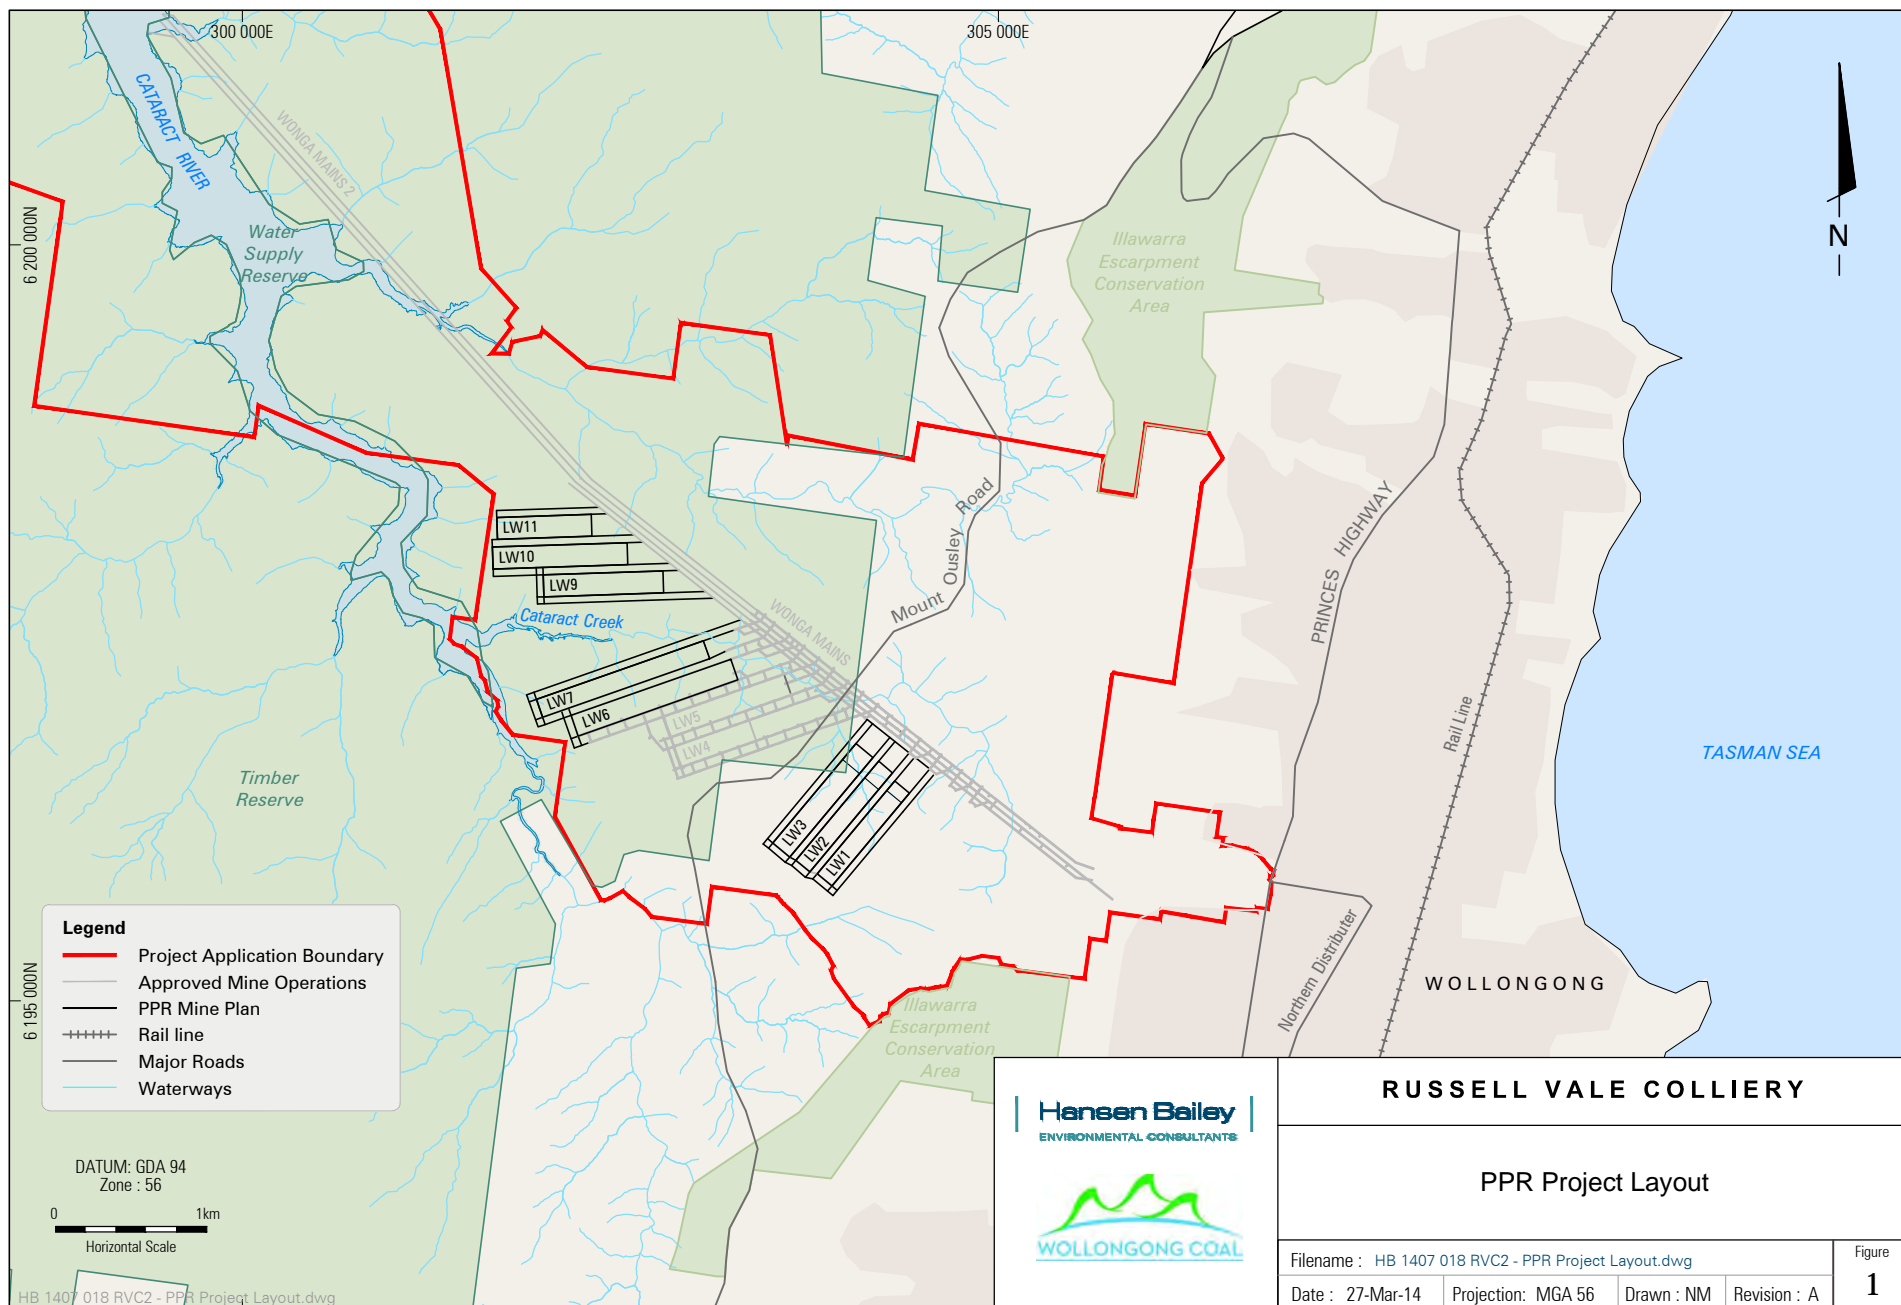 300 000E
305 000E
6 200 000N
6 195 000N
CATARACT RIVER
WONGA MAINS 2
Water
Supply
Reserve
Illawarra
Escarpment
Conservation
Area
N
LW11
LW10
LW9
Cataract Creek
WONGA MAINS
Mount Ousley Road
PRINCES HIGHWAY
Rail Line
TASMAN SEA
LW7
LW6
LW5
LW4
LW3
LW2
LW1
Timber
Reserve
Northern Distributer
WOLLONGONG
Illawarra
Escarpment
Conservation
Area
Legend
Project Application Boundary
Approved Mine Operations
PPR Mine Plan
Rail line
Major Roads
Waterways
DATUM: GDA 94
Zone : 56
0 1km
Horizontal Scale
HB 1407 018 RVC2 - PPR Project Layout.dwg
Hansen Bailey
ENVIRONMENTAL CONSULTANTS
WOLLONGONG COAL
RUSSELL VALE COLLIERY
PPR Project Layout
Filename : HB 1407 018 RVC2 - PPR Project Layout.dwg
Date : 27-Mar-14 Projection: MGA 56 Drawn : NM Revision : A
Figure
1